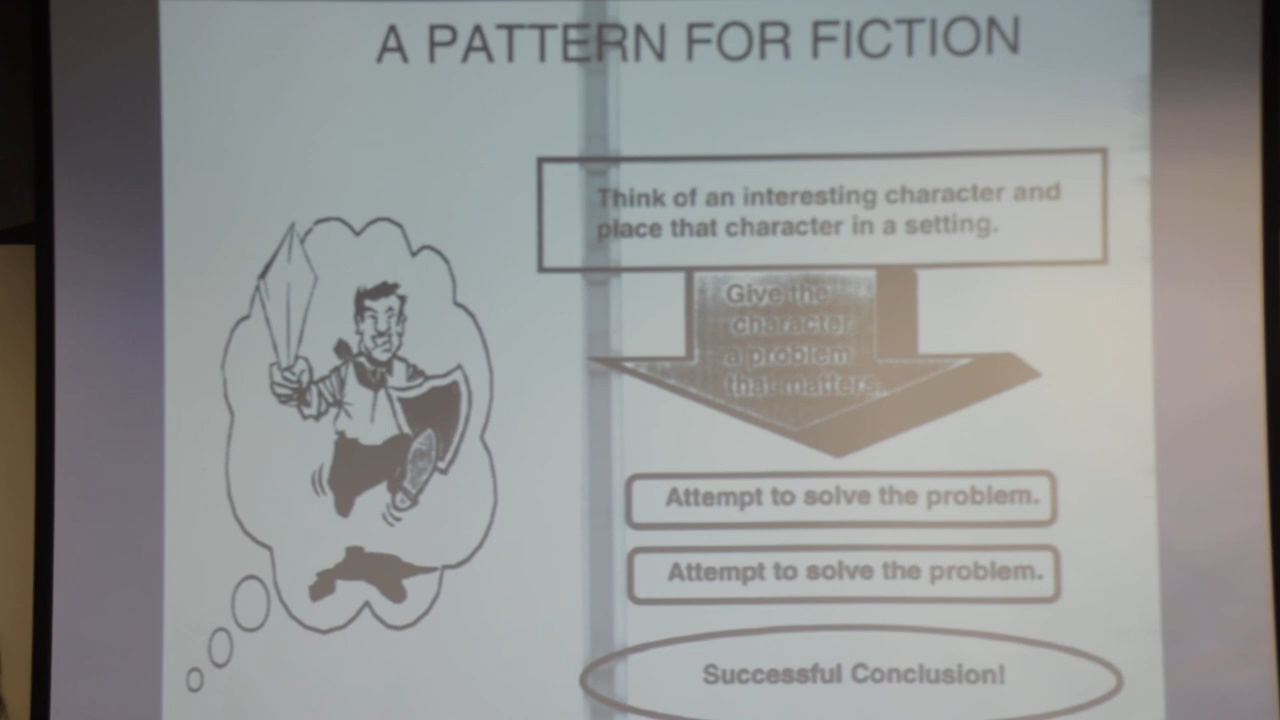 A PATTERN FOR FICTION
Think of an interesting character and
place that character in a setting.
Give the
character
a problem
that matters.
Attempt to solve the problem.
Attempt to solve the problem.
Successful Conclusion!